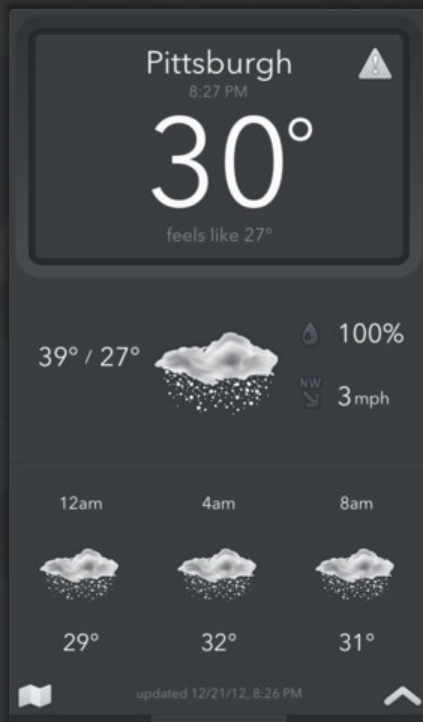 Pittsburgh
8:27 PM
30°
feels like 27°
100%
39° / 27°
NW
3 mph
12am 4am 8am
29° 32° 31°
updated 12/21/12, 8:26 PM